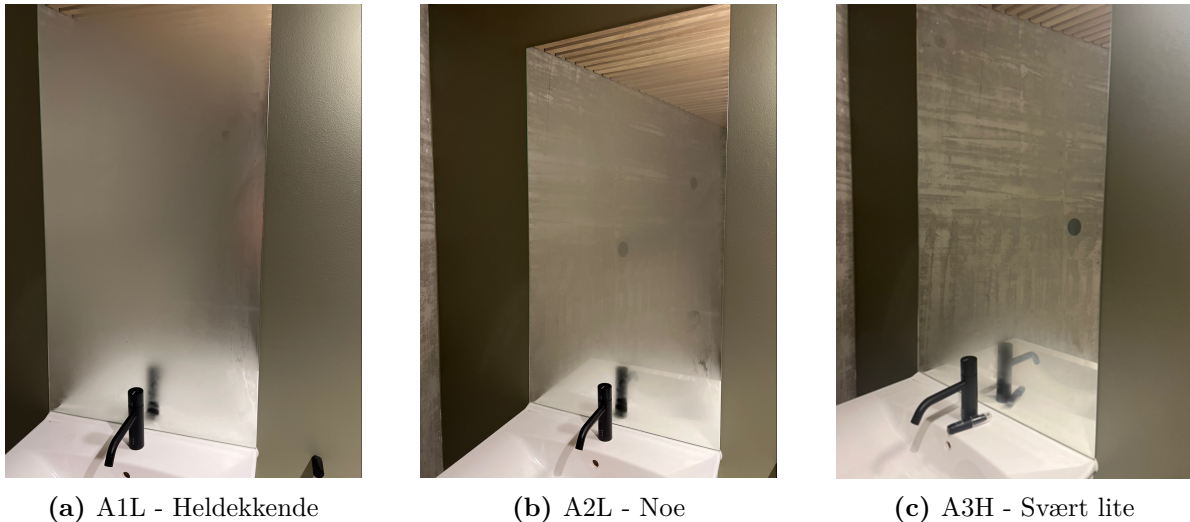 (a) A1L - Heldekkende
(b) A2L - Noe
(c) A3H - Svært lite